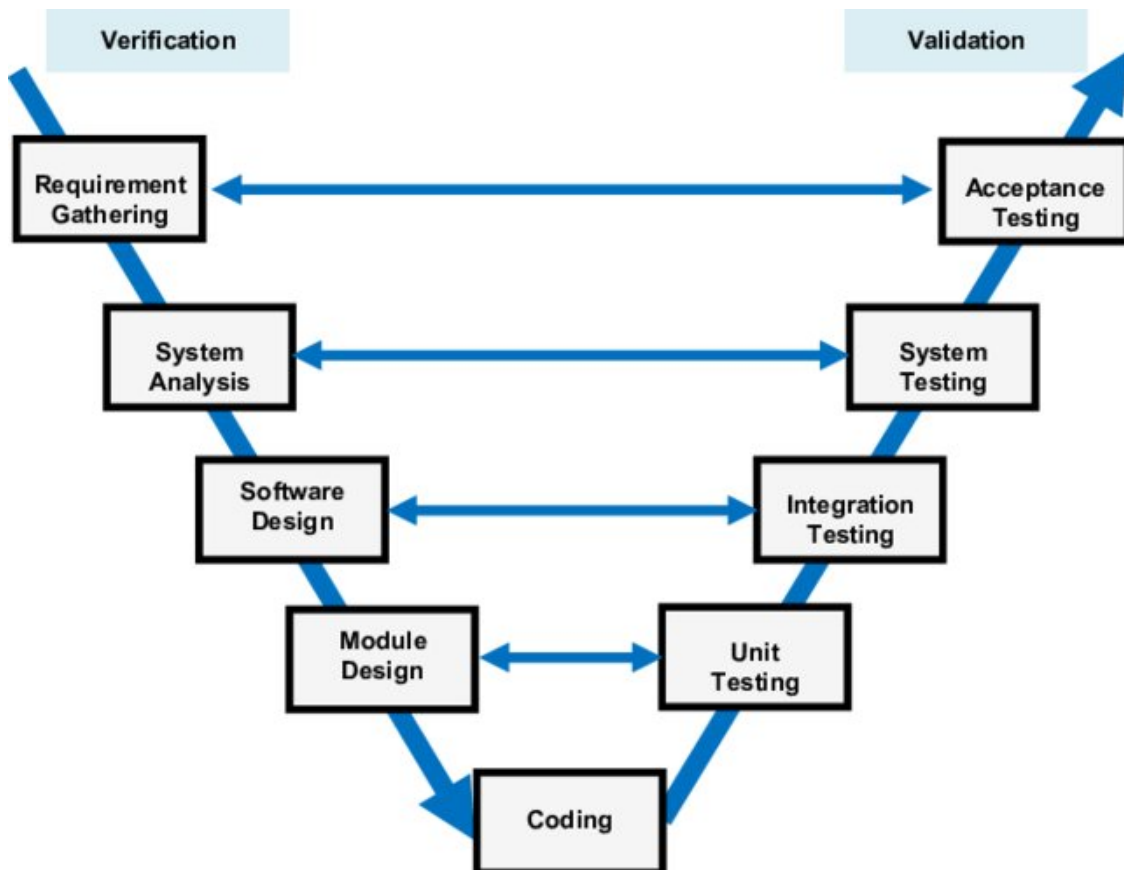 Verification
Validation
Requirement
Gathering
Acceptance
Testing
System
Analysis
System
Testing
Software
Design
Integration
Testing
Module
Design
Unit
Testing
Coding